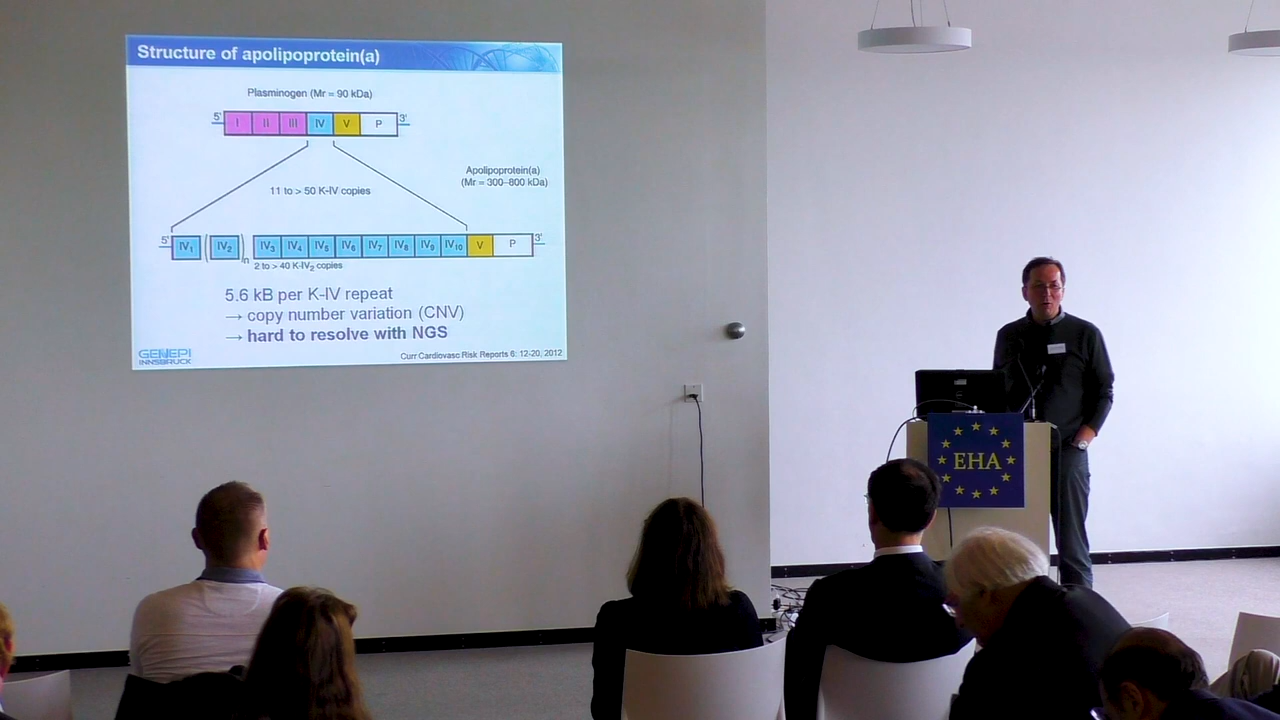 Structure of apolipoprotein(a)
Plasminogen (Mr = 90 kDa)
5' I II III IV V P 3'
Apolipoprotein(a)
(Mr = 300–800 kDa)
11 to > 50 K-IV copies
5' IV1 (IV2)n IV3 IV4 IV5 IV6 IV7 IV8 IV9 IV10 V P 3'
2 to > 40 K-IV2 copies
5.6 kB per K-IV repeat
→ copy number variation (CNV)
→ hard to resolve with NGS
GENEPI
INNSBRUCK
Curr Cardiovasc Risk Reports 6: 12-20, 2012
EHA